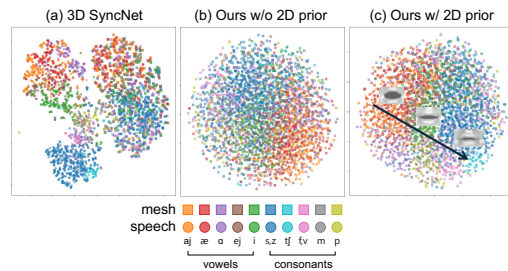 (a) 3D SyncNet (b) Ours w/o 2D prior (c) Ours w/ 2D prior
mesh
speech
aj æ ɑ ej i s,z tʃ f,v m p
vowels consonants